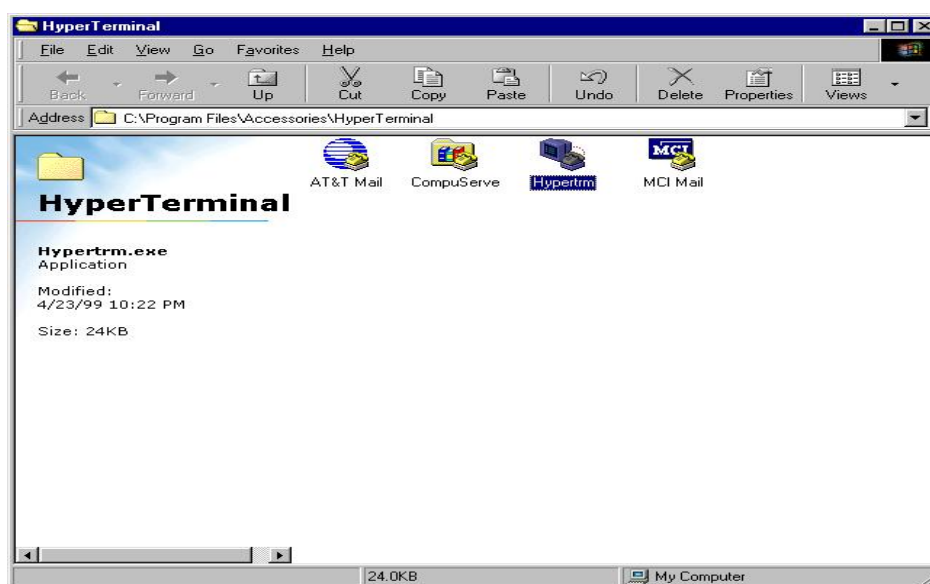 HyperTerminal
File Edit View Go Favorites Help
Back Forward Up Cut Copy Paste Undo Delete Properties Views
Address C:\Program Files\Accessories\HyperTerminal
MCI
AT&T Mail CompuServe Hypertrm MCI Mail
HyperTerminal
Hypertrm.exe
Application
Modified:
4/23/99 10:22 PM
Size: 24KB
24.0KB My Computer